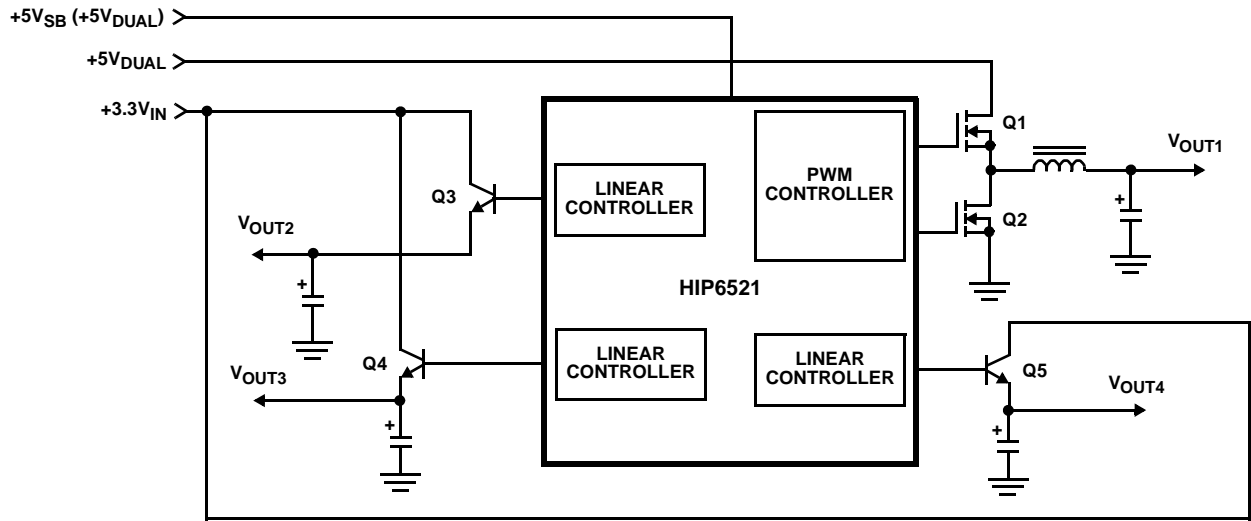 +5VSB (+5VDUAL)
+5VDUAL
+3.3VIN
Q1
VOUT1
PWM
CONTROLLER
LINEAR
CONTROLLER
Q3
Q2
VOUT2
+
+
HIP6521
LINEAR
CONTROLLER
LINEAR
CONTROLLER
Q4
Q5
VOUT3
VOUT4
+
+